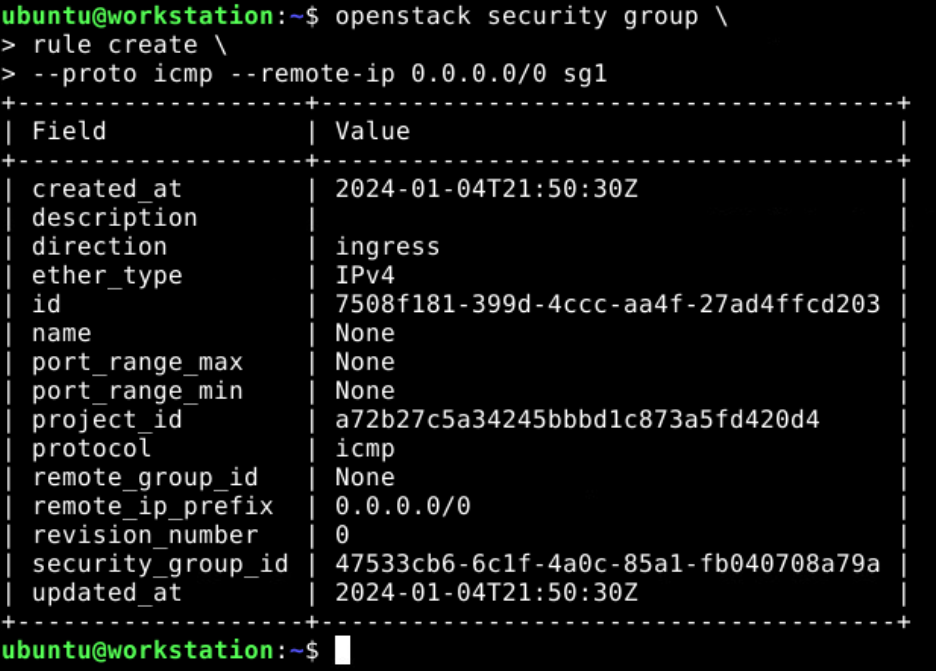 ubuntu@workstation:~$ openstack security group \
> rule create \
> --proto icmp --remote-ip 0.0.0.0/0 sg1
+-------------------+---------------------------------------+
| Field             | Value                                 |
+-------------------+---------------------------------------+
| created_at        | 2024-01-04T21:50:30Z                  |
| description       |                                       |
| direction         | ingress                               |
| ether_type        | IPv4                                  |
| id                | 7508f181-399d-4ccc-aa4f-27ad4ffcd203  |
| name              | None                                  |
| port_range_max    | None                                  |
| port_range_min    | None                                  |
| project_id        | a72b27c5a34245bbbd1c873a5fd420d4      |
| protocol          | icmp                                  |
| remote_group_id   | None                                  |
| remote_ip_prefix  | 0.0.0.0/0                             |
| revision_number   | 0                                     |
| security_group_id | 47533cb6-6c1f-4a0c-85a1-fb040708a79a  |
| updated_at        | 2024-01-04T21:50:30Z                  |
+-------------------+---------------------------------------+
ubuntu@workstation:~$